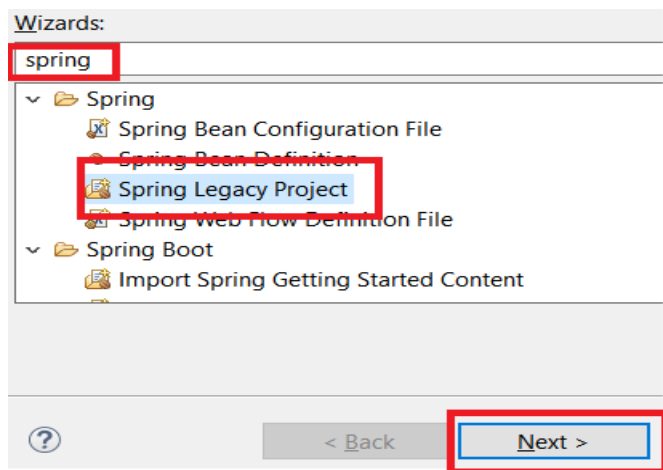 Wizards:
spring
Spring
Spring Bean Configuration File
Spring Bean Definition
Spring Legacy Project
Spring Web Flow Definition File
Spring Boot
Import Spring Getting Started Content
?
< Back
Next >